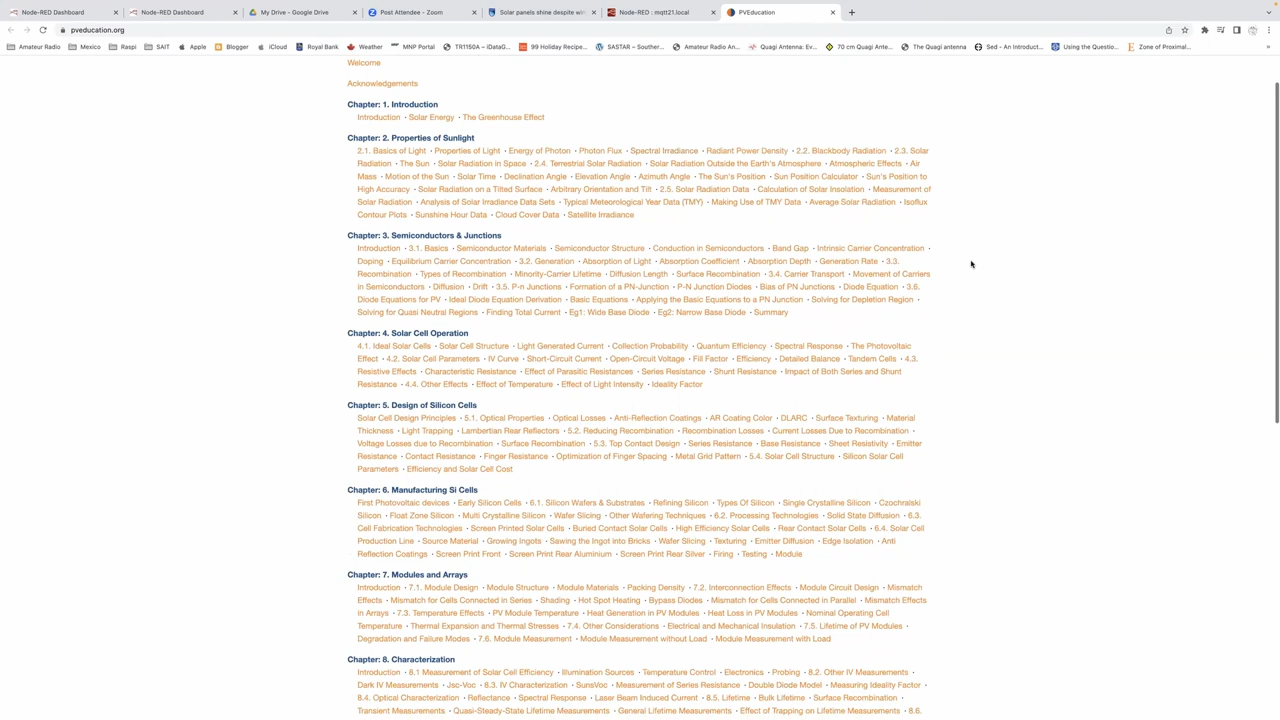 Node-RED Dashboard
Node-RED Dashboard
My Drive – Google Drive
Post Attendee – Zoom
Solar panels shine despite win
Node-RED : mqtt21.local
PVEducation
pveducation.org
Amateur Radio
Mexico
Raspi
SAIT
Apple
Blogger
iCloud
Royal Bank
Weather
MNP Portal
TR1150A – iDataG...
99 Holiday Recipe...
SASTAR – Souther...
Amateur Radio An...
Quagi Antenna: Ev...
70 cm Quagi Ante...
The Quagi antenna
Sed - An Introduct...
Using the Questio...
Zone of Proximal...
»
Welcome
Acknowledgements
Chapter: 1. Introduction
Introduction · Solar Energy · The Greenhouse Effect
Chapter: 2. Properties of Sunlight
2.1. Basics of Light · Properties of Light · Energy of Photon · Photon Flux · Spectral Irradiance · Radiant Power Density · 2.2. Blackbody Radiation · 2.3. Solar
Radiation · The Sun · Solar Radiation in Space · 2.4. Terrestrial Solar Radiation · Solar Radiation Outside the Earth's Atmosphere · Atmospheric Effects · Air
Mass · Motion of the Sun · Solar Time · Declination Angle · Elevation Angle · Azimuth Angle · The Sun's Position · Sun Position Calculator · Sun's Position to
High Accuracy · Solar Radiation on a Tilted Surface · Arbitrary Orientation and Tilt · 2.5. Solar Radiation Data · Calculation of Solar Insolation · Measurement of
Solar Radiation · Analysis of Solar Irradiance Data Sets · Typical Meteorological Year Data (TMY) · Making Use of TMY Data · Average Solar Radiation · Isoflux
Contour Plots · Sunshine Hour Data · Cloud Cover Data · Satellite Irradiance
Chapter: 3. Semiconductors & Junctions
Introduction · 3.1. Basics · Semiconductor Materials · Semiconductor Structure · Conduction in Semiconductors · Band Gap · Intrinsic Carrier Concentration ·
Doping · Equilibrium Carrier Concentration · 3.2. Generation · Absorption of Light · Absorption Coefficient · Absorption Depth · Generation Rate · 3.3.
Recombination · Types of Recombination · Minority-Carrier Lifetime · Diffusion Length · Surface Recombination · 3.4. Carrier Transport · Movement of Carriers
in Semiconductors · Diffusion · Drift · 3.5. P-n Junctions · Formation of a PN-Junction · P-N Junction Diodes · Bias of PN Junctions · Diode Equation · 3.6.
Diode Equations for PV · Ideal Diode Equation Derivation · Basic Equations · Applying the Basic Equations to a PN Junction · Solving for Depletion Region ·
Solving for Quasi Neutral Regions · Finding Total Current · Eg1: Wide Base Diode · Eg2: Narrow Base Diode · Summary
Chapter: 4. Solar Cell Operation
4.1. Ideal Solar Cells · Solar Cell Structure · Light Generated Current · Collection Probability · Quantum Efficiency · Spectral Response · The Photovoltaic
Effect · 4.2. Solar Cell Parameters · IV Curve · Short-Circuit Current · Open-Circuit Voltage · Fill Factor · Efficiency · Detailed Balance · Tandem Cells · 4.3.
Resistive Effects · Characteristic Resistance · Effect of Parasitic Resistances · Series Resistance · Shunt Resistance · Impact of Both Series and Shunt
Resistance · 4.4. Other Effects · Effect of Temperature · Effect of Light Intensity · Ideality Factor
Chapter: 5. Design of Silicon Cells
Solar Cell Design Principles · 5.1. Optical Properties · Optical Losses · Anti-Reflection Coatings · AR Coating Color · DLARC · Surface Texturing · Material
Thickness · Light Trapping · Lambertian Rear Reflectors · 5.2. Reducing Recombination · Recombination Losses · Current Losses Due to Recombination ·
Voltage Losses due to Recombination · Surface Recombination · 5.3. Top Contact Design · Series Resistance · Base Resistance · Sheet Resistivity · Emitter
Resistance · Contact Resistance · Finger Resistance · Optimization of Finger Spacing · Metal Grid Pattern · 5.4. Solar Cell Structure · Silicon Solar Cell
Parameters · Efficiency and Solar Cell Cost
Chapter: 6. Manufacturing Si Cells
First Photovoltaic devices · Early Silicon Cells · 6.1. Silicon Wafers & Substrates · Refining Silicon · Types Of Silicon · Single Crystalline Silicon · Czochralski
Silicon · Float Zone Silicon · Multi Crystalline Silicon · Wafer Slicing · Other Wafering Techniques · 6.2. Processing Technologies · Solid State Diffusion · 6.3.
Cell Fabrication Technologies · Screen Printed Solar Cells · Buried Contact Solar Cells · High Efficiency Solar Cells · Rear Contact Solar Cells · 6.4. Solar Cell
Production Line · Source Material · Growing Ingots · Sawing the Ingot into Bricks · Wafer Slicing · Texturing · Emitter Diffusion · Edge Isolation · Anti
Reflection Coatings · Screen Print Front · Screen Print Rear Aluminium · Screen Print Rear Silver · Firing · Testing · Module
Chapter: 7. Modules and Arrays
Introduction · 7.1. Module Design · Module Structure · Module Materials · Packing Density · 7.2. Interconnection Effects · Module Circuit Design · Mismatch
Effects · Mismatch for Cells Connected in Series · Shading · Hot Spot Heating · Bypass Diodes · Mismatch for Cells Connected in Parallel · Mismatch Effects
in Arrays · 7.3. Temperature Effects · PV Module Temperature · Heat Generation in PV Modules · Heat Loss in PV Modules · Nominal Operating Cell
Temperature · Thermal Expansion and Thermal Stresses · 7.4. Other Considerations · Electrical and Mechanical Insulation · 7.5. Lifetime of PV Modules ·
Degradation and Failure Modes · 7.6. Module Measurement · Module Measurement without Load · Module Measurement with Load
Chapter: 8. Characterization
Introduction · 8.1 Measurement of Solar Cell Efficiency · Illumination Sources · Temperature Control · Electronics · Probing · 8.2. Other IV Measurements ·
Dark IV Measurements · Jsc-Voc · 8.3. IV Characterization · SunsVoc · Measurement of Series Resistance · Double Diode Model · Measuring Ideality Factor ·
8.4. Optical Characterization · Reflectance · Spectral Response · Laser Beam Induced Current · 8.5. Lifetime · Bulk Lifetime · Surface Recombination ·
Transient Measurements · Quasi-Steady-State Lifetime Measurements · General Lifetime Measurements · Effect of Trapping on Lifetime Measurements · 8.6.